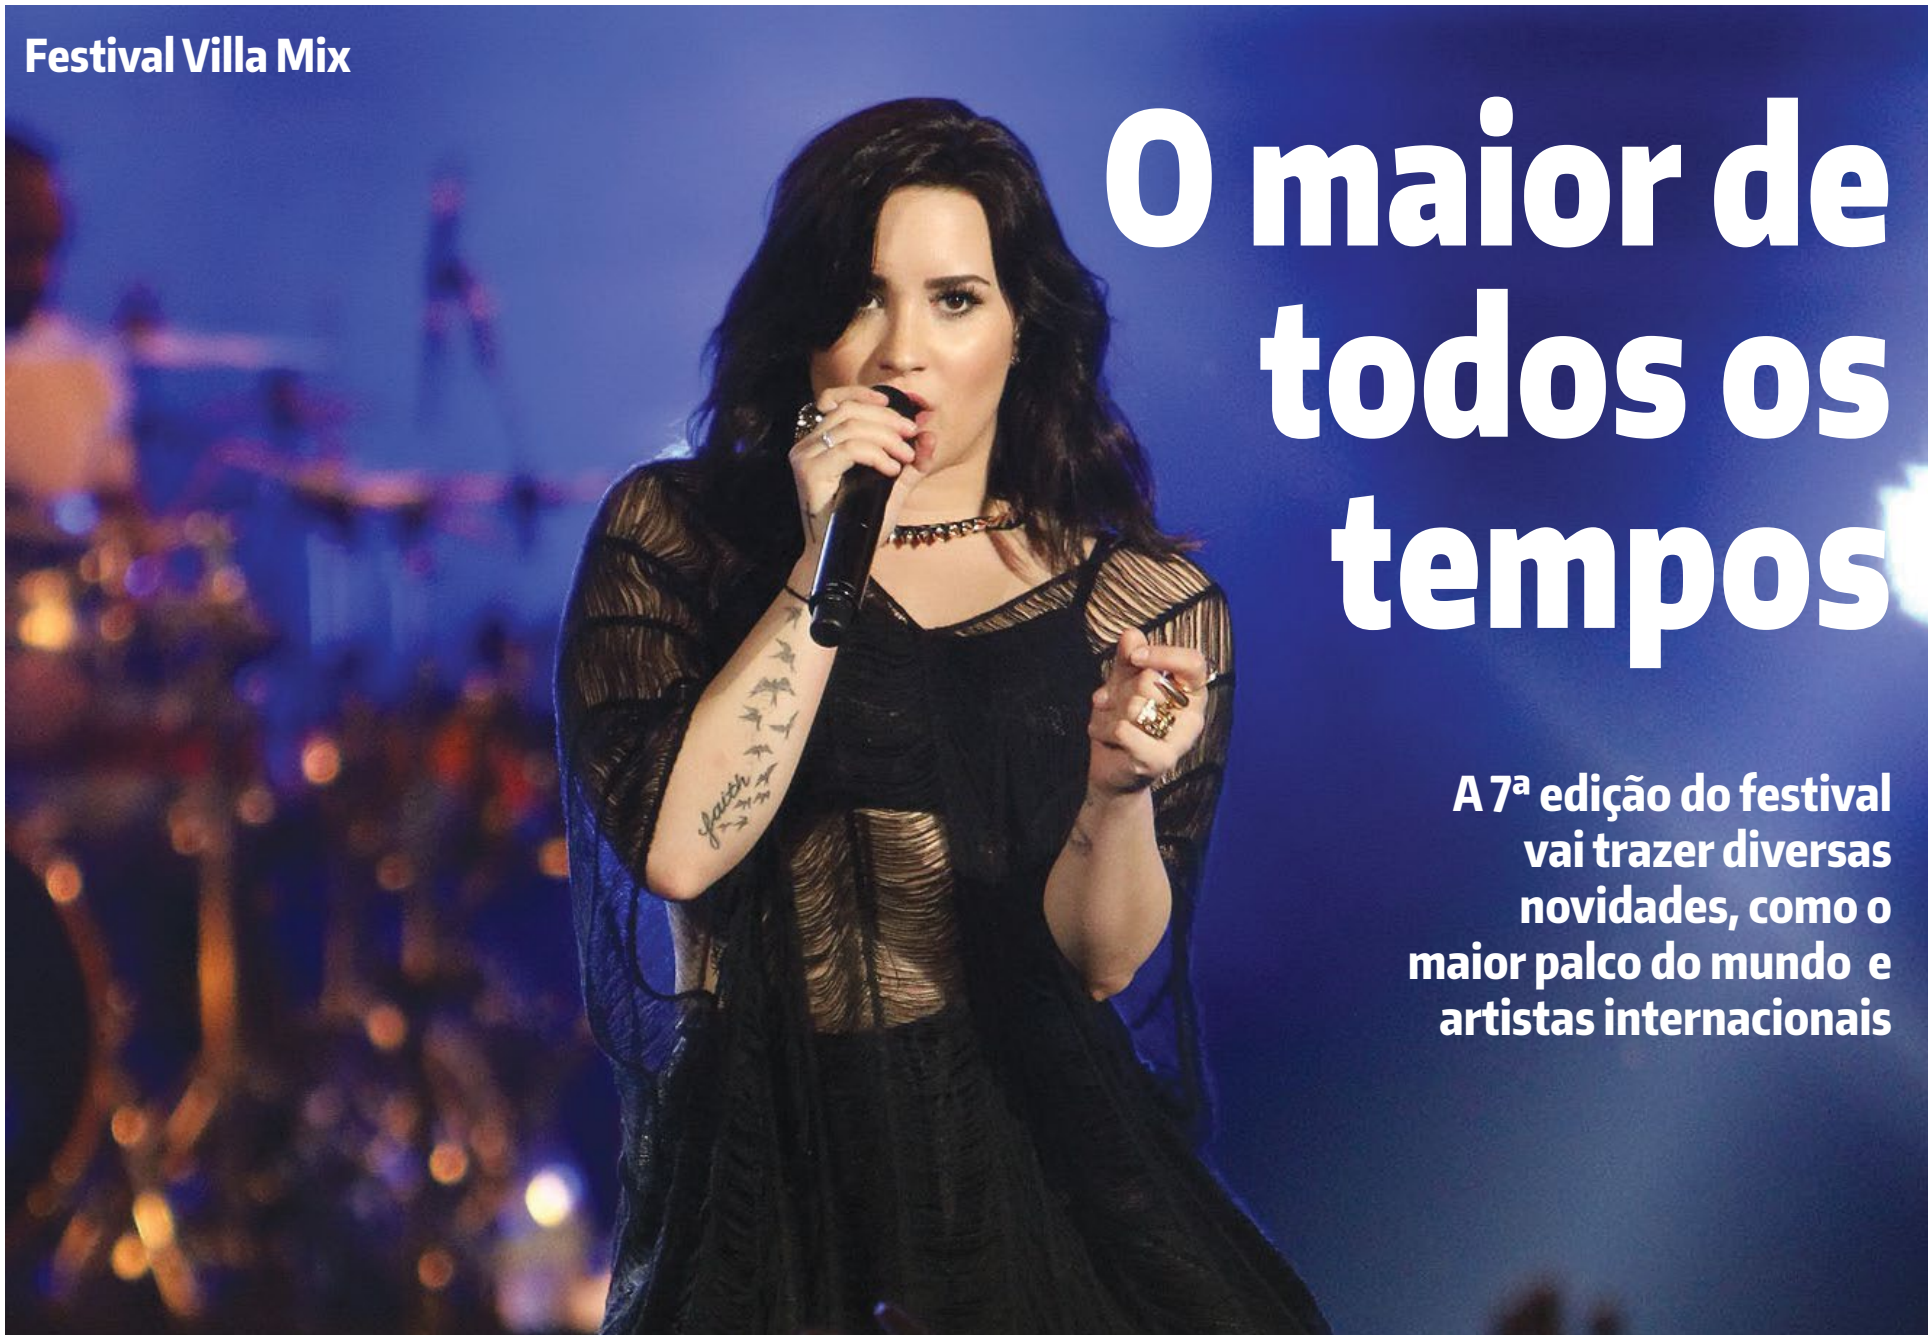 Festival Villa Mix
O maior de
todos os
tempos
A 7ª edição do festival
vai trazer diversas
novidades, como o
maior palco do mundo e
artistas internacionais
faith